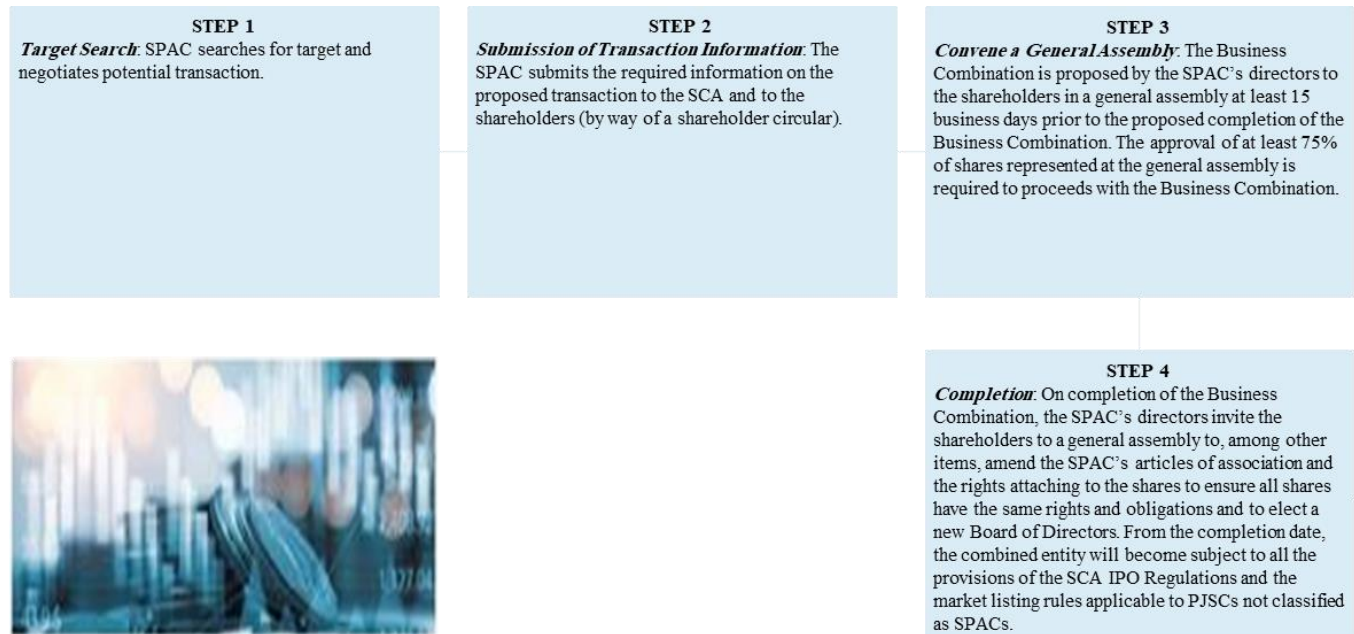 STEP 1
Target Search: SPAC searches for target and
negotiates potential transaction.
STEP 2
Submission of Transaction Information: The
SPAC submits the required information on the
proposed transaction to the SCA and to the
shareholders (by way of a shareholder circular).
STEP 3
Convene a General Assembly: The Business
Combination is proposed by the SPAC’s directors to
the shareholders in a general assembly at least 15
business days prior to the proposed completion of the
Business Combination. The approval of at least 75%
of shares represented at the general assembly is
required to proceeds with the Business Combination.
STEP 4
Completion: On completion of the Business
Combination, the SPAC’s directors invite the
shareholders to a general assembly to, among other
items, amend the SPAC’s articles of association and
the rights attaching to the shares to ensure all shares
have the same rights and obligations and to elect a
new Board of Directors. From the completion date,
the combined entity will become subject to all the
provisions of the SCA IPO Regulations and the
market listing rules applicable to PJSCs not classified
as SPACs.